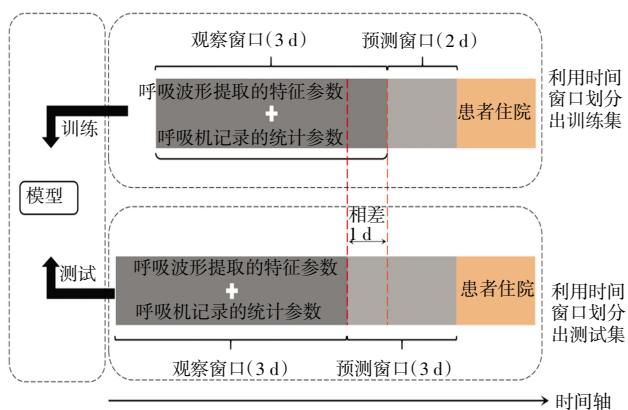 观察窗口(3 d)
预测窗口(2 d)
呼吸波形提取的特征参数
+
呼吸机记录的统计参数
患者住院
利用时间
窗口划分
出训练集
训练
模型
相差
1 d
测试
呼吸波形提取的特征参数
+
呼吸机记录的统计参数
患者住院
利用时间
窗口划分
出测试集
观察窗口(3 d)
预测窗口(3 d)
时间轴